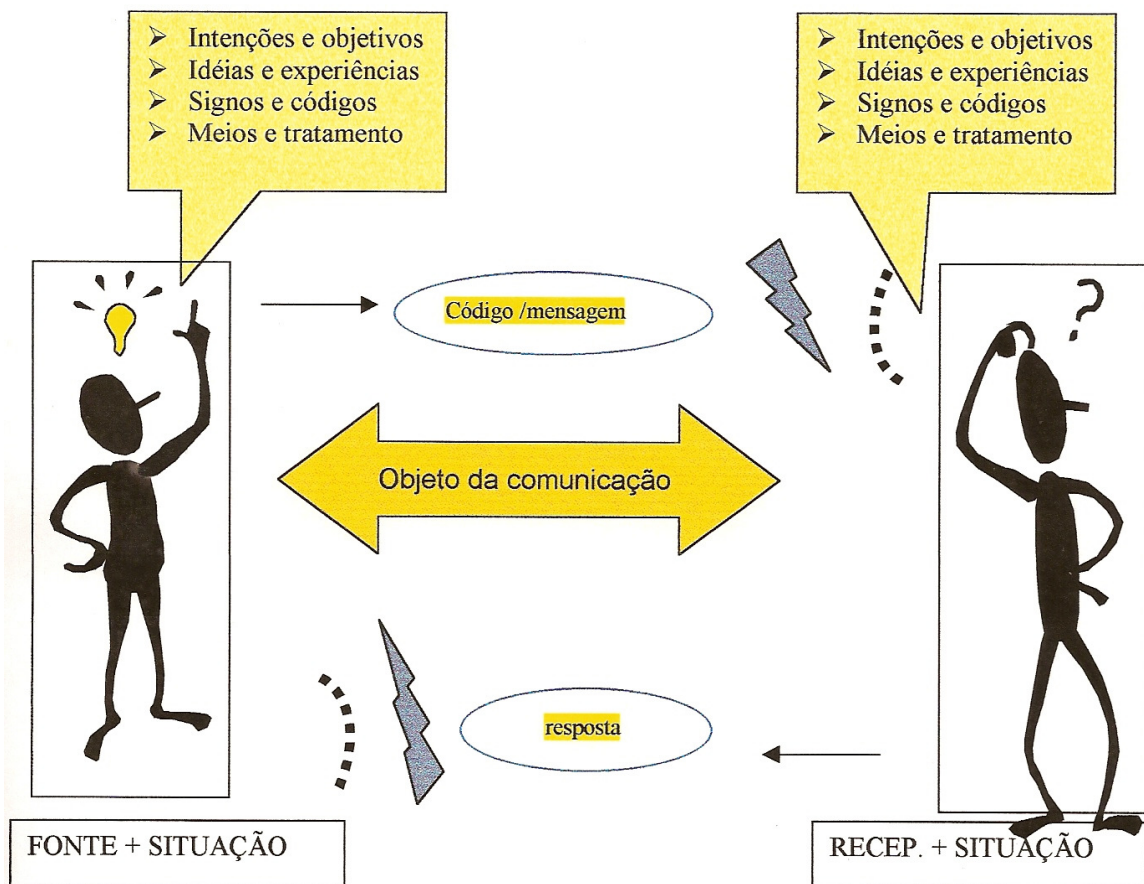 Intenções e objetivos
Idéias e experiências
Signos e códigos
Meios e tratamento
Intenções e objetivos
Idéias e experiências
Signos e códigos
Meios e tratamento
Código /mensagem
Objeto da comunicação
resposta
FONTE + SITUAÇÃO
RECEP. + SITUAÇÃO